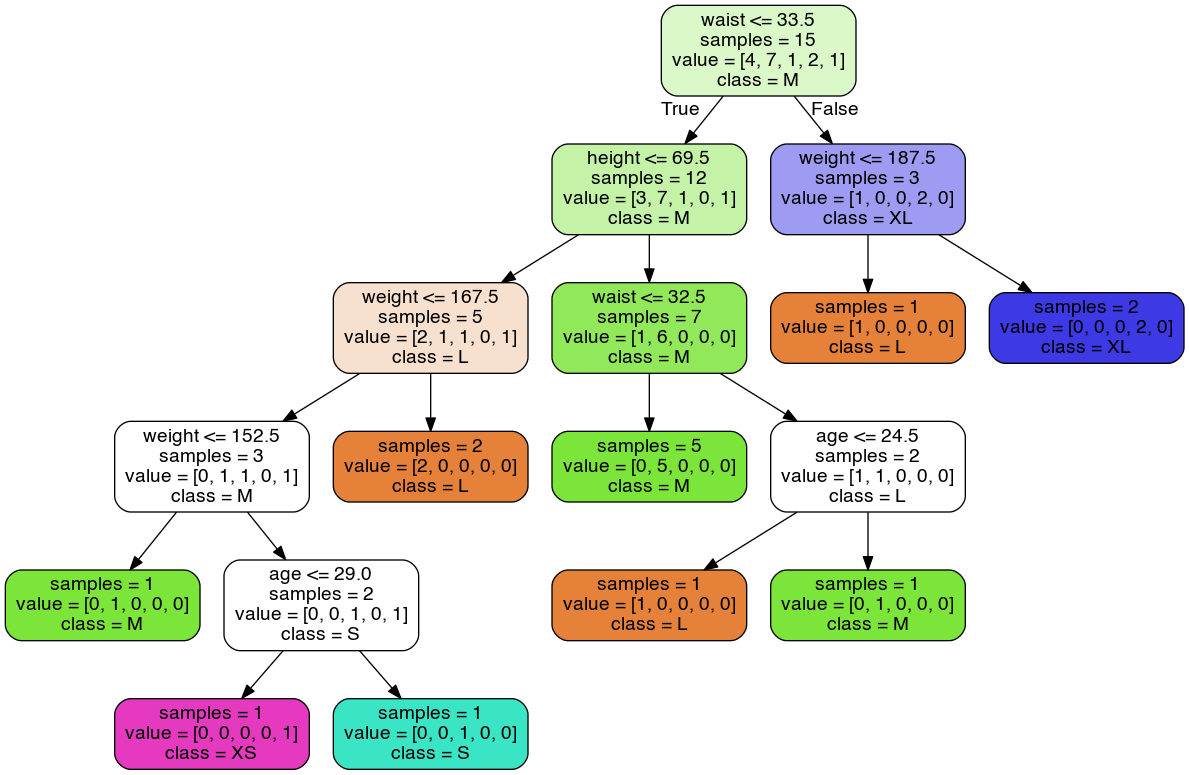 waist <= 33.5
samples = 15
value = [4, 7, 1, 2, 1]
class = M
True
False
height <= 69.5
samples = 12
value = [3, 7, 1, 0, 1]
class = M
weight <= 187.5
samples = 3
value = [1, 0, 0, 2, 0]
class = XL
weight <= 167.5
samples = 5
value = [2, 1, 1, 0, 1]
class = L
waist <= 32.5
samples = 7
value = [1, 6, 0, 0, 0]
class = M
samples = 1
value = [1, 0, 0, 0, 0]
class = L
samples = 2
value = [0, 0, 0, 2, 0]
class = XL
weight <= 152.5
samples = 3
value = [0, 1, 1, 0, 1]
class = M
samples = 2
value = [2, 0, 0, 0, 0]
class = L
samples = 5
value = [0, 5, 0, 0, 0]
class = M
age <= 24.5
samples = 2
value = [1, 1, 0, 0, 0]
class = L
samples = 1
value = [0, 1, 0, 0, 0]
class = M
age <= 29.0
samples = 2
value = [0, 0, 1, 0, 1]
class = S
samples = 1
value = [1, 0, 0, 0, 0]
class = L
samples = 1
value = [0, 1, 0, 0, 0]
class = M
samples = 1
value = [0, 0, 0, 0, 1]
class = XS
samples = 1
value = [0, 0, 1, 0, 0]
class = S